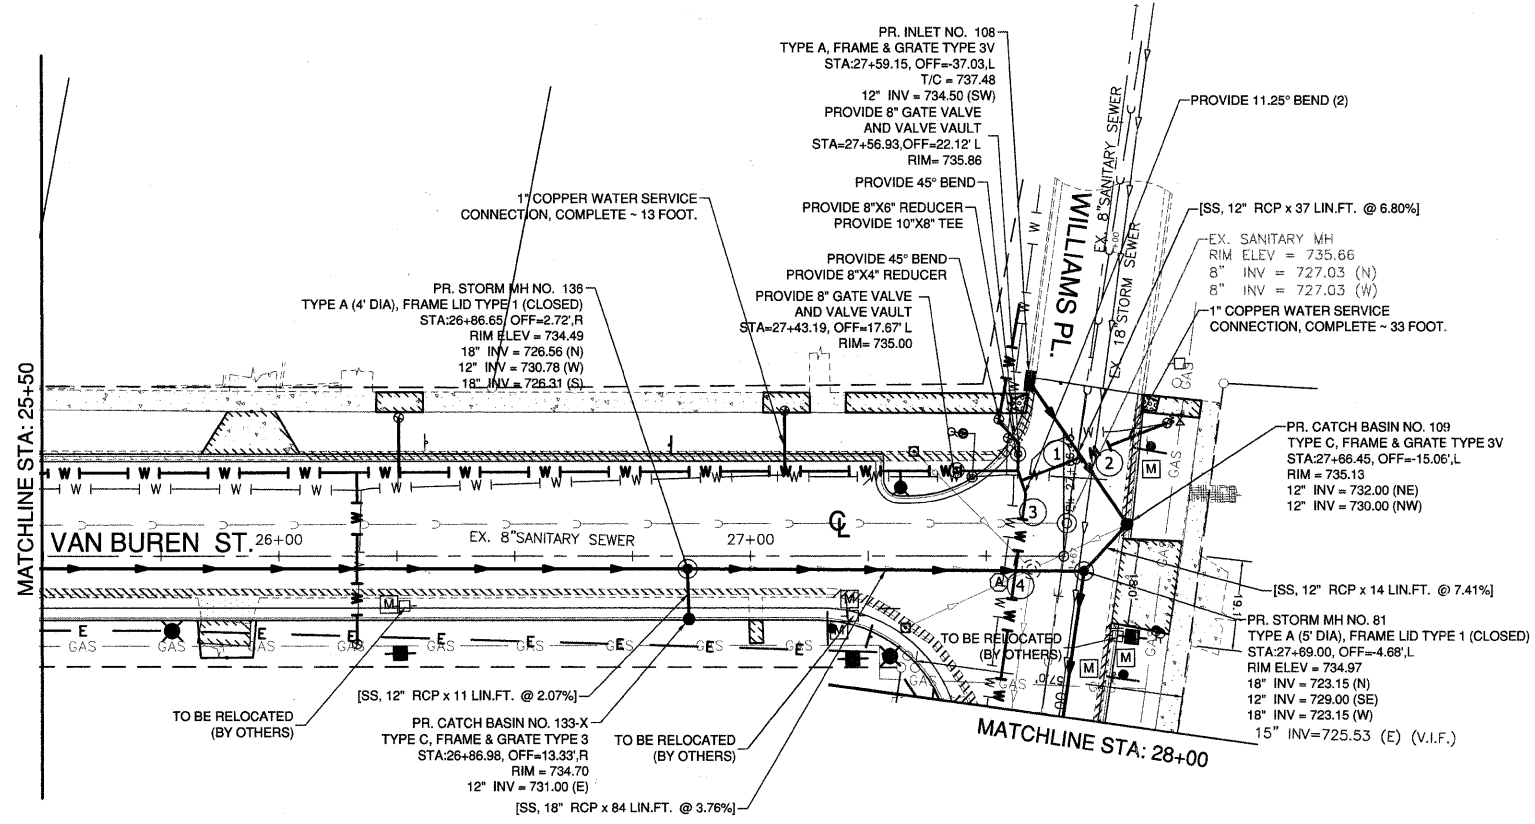 PR. INLET NO. 108
TYPE A, FRAME & GRATE TYPE 3V
STA:27+59.15, OFF=-37.03,L
T/C = 737.48
12" INV = 734.50 (SW)
PROVIDE 8" GATE VALVE
AND VALVE VAULT
STA=27+56.93,OFF=22.12' L
RIM= 735.86
PROVIDE 45° BEND
PROVIDE 8"X6" REDUCER
PROVIDE 10"X8" TEE
PROVIDE 45° BEND
PROVIDE 8"X4" REDUCER
PROVIDE 8" GATE VALVE
AND VALVE VAULT
STA=27+43.19, OFF=17.67' L
RIM= 735.00
1" COPPER WATER SERVICE
CONNECTION, COMPLETE ~ 13 FOOT.
PR. STORM MH NO. 136
TYPE A (4' DIA), FRAME LID TYPE 1 (CLOSED)
STA:26+86.65, OFF=2.72',R
RIM ELEV = 734.49
18" INV = 726.56 (N)
12" INV = 730.78 (W)
18" INV = 726.31 (S)
PROVIDE 11.25° BEND (2)
[SS, 12" RCP x 37 LIN.FT. @ 6.80%]
EX. SANITARY MH
RIM ELEV = 735.66
8" INV = 727.03 (N)
8" INV = 727.03 (W)
1" COPPER WATER SERVICE
CONNECTION, COMPLETE ~ 33 FOOT.
EX. 8"SANITARY SEWER
WILLIAMS PL.
EX. 18"STORM SEWER
MATCHLINE STA: 25+50
PR. CATCH BASIN NO. 109
TYPE C, FRAME & GRATE TYPE 3V
STA:27+66.45, OFF=-15.06',L
RIM = 735.13
12" INV = 732.00 (NE)
12" INV = 730.00 (NW)
1
2
3
4
A
VAN BUREN ST.
26+00
EX. 8"SANITARY SEWER
27+00
CL
[SS, 12" RCP x 14 LIN.FT. @ 7.41%]
PR. STORM MH NO. 81
TYPE A (5' DIA), FRAME LID TYPE 1 (CLOSED)
STA:27+69.00, OFF=-4.68',L
RIM ELEV = 734.97
18" INV = 723.15 (N)
12" INV = 729.00 (SE)
18" INV = 723.15 (W)
15" INV=725.53 (E) (V.I.F.)
TO BE RELOCATED
(BY OTHERS)
[SS, 12" RCP x 11 LIN.FT. @ 2.07%]
TO BE RELOCATED
(BY OTHERS)
PR. CATCH BASIN NO. 133-X
TYPE C, FRAME & GRATE TYPE 3
STA:26+86.98, OFF=13.33',R
RIM = 734.70
12" INV = 731.00 (E)
TO BE RELOCATED
(BY OTHERS)
[SS, 18" RCP x 84 LIN.FT. @ 3.76%]
MATCHLINE STA: 28+00